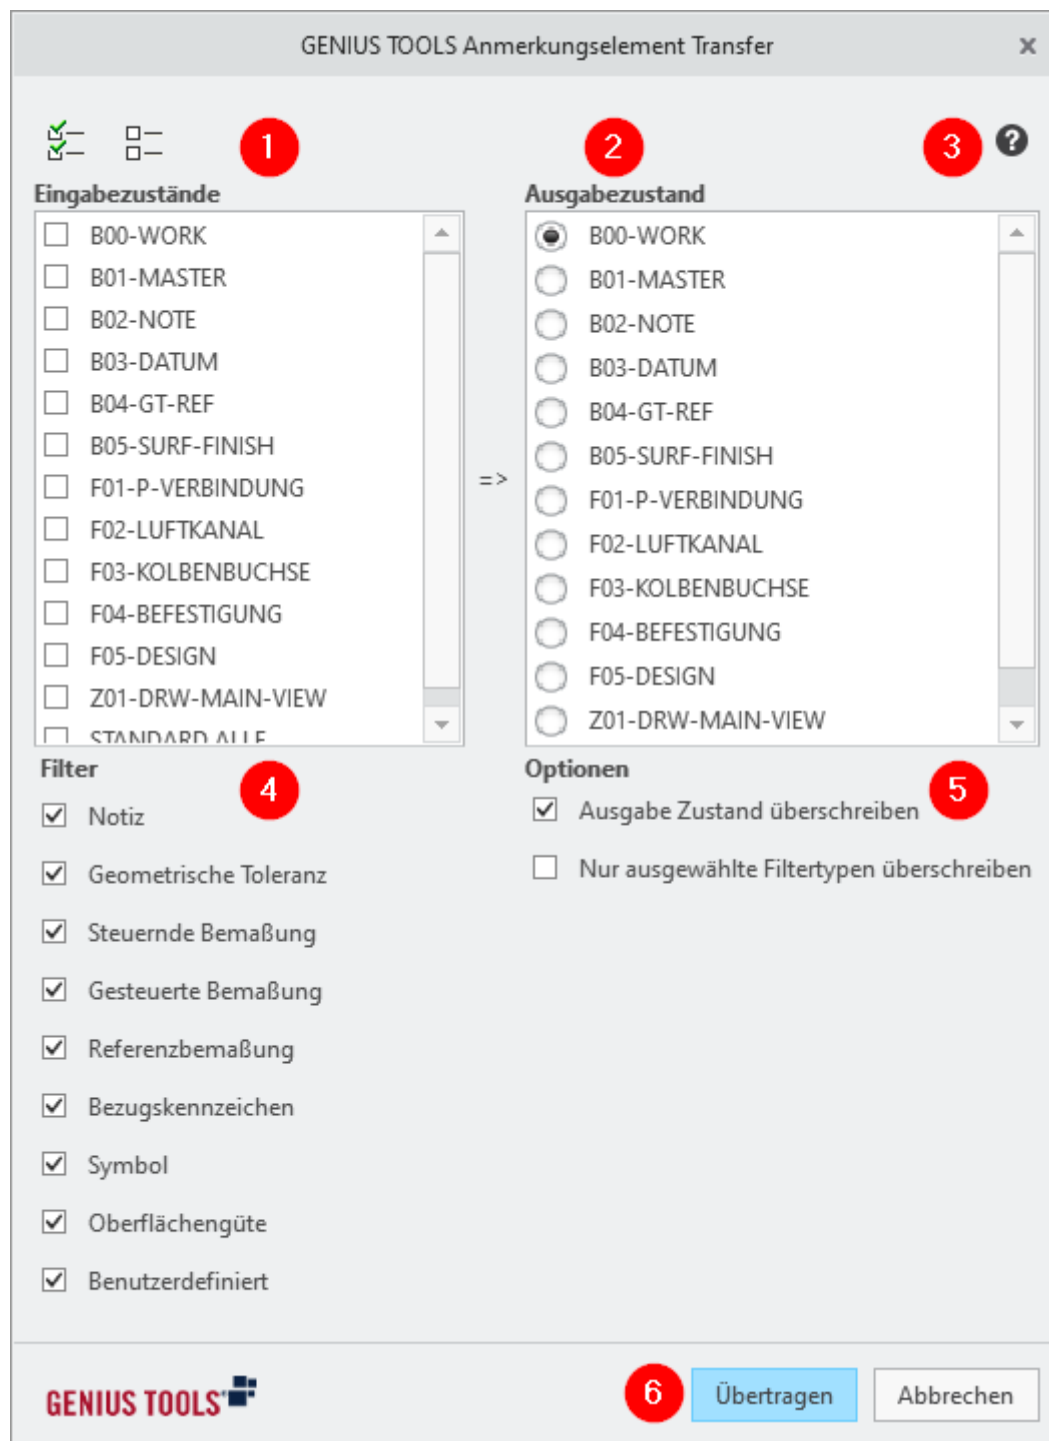 GENIUS TOOLS Anmerkungselement Transfer
1
2
3
?
Eingabezustände
B00-WORK
B01-MASTER
B02-NOTE
B03-DATUM
B04-GT-REF
B05-SURF-FINISH
F01-P-VERBINDUNG
F02-LUFTKANAL
F03-KOLBENBUCHSE
F04-BEFESTIGUNG
F05-DESIGN
Z01-DRW-MAIN-VIEW
STANDARD ALLE
=>
Ausgabezustand
B00-WORK
B01-MASTER
B02-NOTE
B03-DATUM
B04-GT-REF
B05-SURF-FINISH
F01-P-VERBINDUNG
F02-LUFTKANAL
F03-KOLBENBUCHSE
F04-BEFESTIGUNG
F05-DESIGN
Z01-DRW-MAIN-VIEW
Filter
4
Notiz
Geometrische Toleranz
Steuernde Bemaßung
Gesteuerte Bemaßung
Referenzbemaßung
Bezugskennzeichen
Symbol
Oberflächengüte
Benutzerdefiniert
Optionen
5
Ausgabe Zustand überschreiben
Nur ausgewählte Filtertypen überschreiben
GENIUS TOOLS
6
Übertragen
Abbrechen